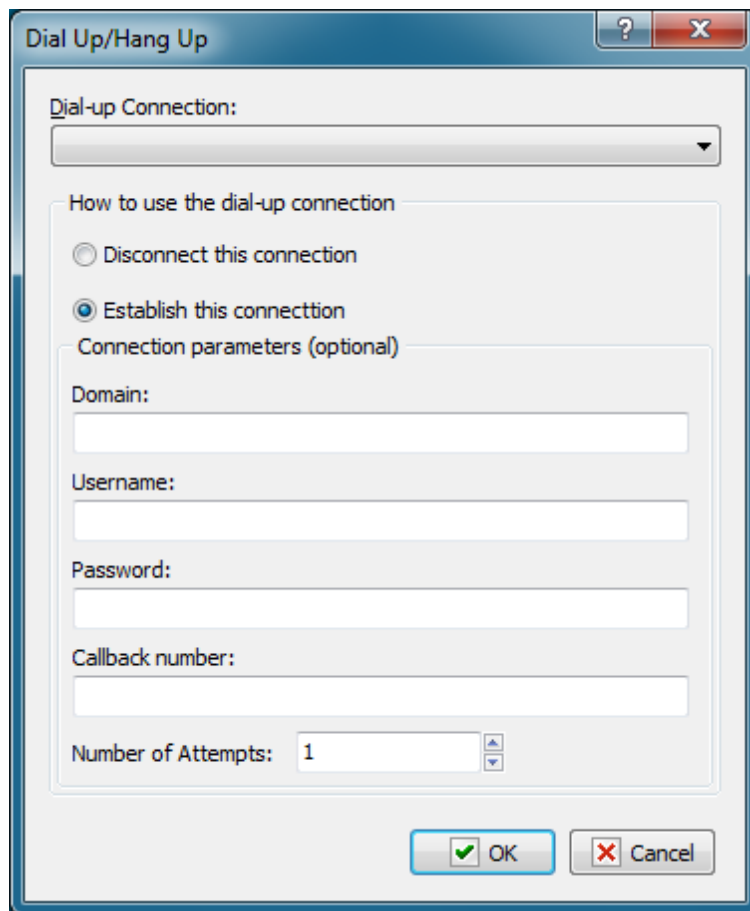 Dial Up/Hang Up
?
Dial-up Connection:
How to use the dial-up connection
Disconnect this connection
Establish this connecttion
Connection parameters (optional)
Domain:
Username:
Password:
Callback number:
Number of Attempts: 1
OK Cancel